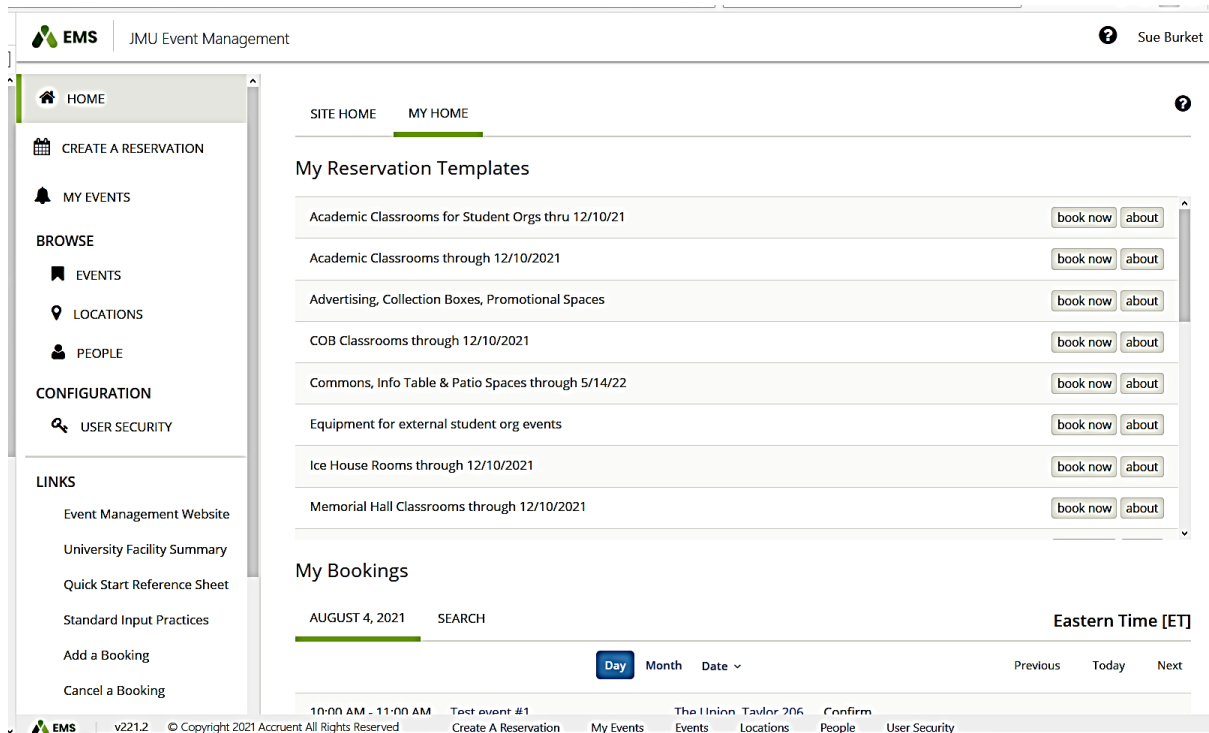 EMS JMU Event Management Sue Burket
HOME
CREATE A RESERVATION
MY EVENTS
BROWSE
EVENTS
LOCATIONS
PEOPLE
CONFIGURATION
USER SECURITY
LINKS
Event Management Website
University Facility Summary
Quick Start Reference Sheet
Standard Input Practices
Add a Booking
Cancel a Booking
SITE HOME MY HOME
My Reservation Templates
Academic Classrooms for Student Orgs thru 12/10/21 book now about
Academic Classrooms through 12/10/2021 book now about
Advertising, Collection Boxes, Promotional Spaces book now about
COB Classrooms through 12/10/2021 book now about
Commons, Info Table & Patio Spaces through 5/14/22 book now about
Equipment for external student org events book now about
Ice House Rooms through 12/10/2021 book now about
Memorial Hall Classrooms through 12/10/2021 book now about
My Bookings
AUGUST 4, 2021 SEARCH Eastern Time [ET]
Day Month Date Previous Today Next
10:00 AM - 11:00 AM Test event #1 The Union, Taylor 206 Confirm
EMS v221.2 © Copyright 2021 Accruent All Rights Reserved Create A Reservation My Events Events Locations People User Security